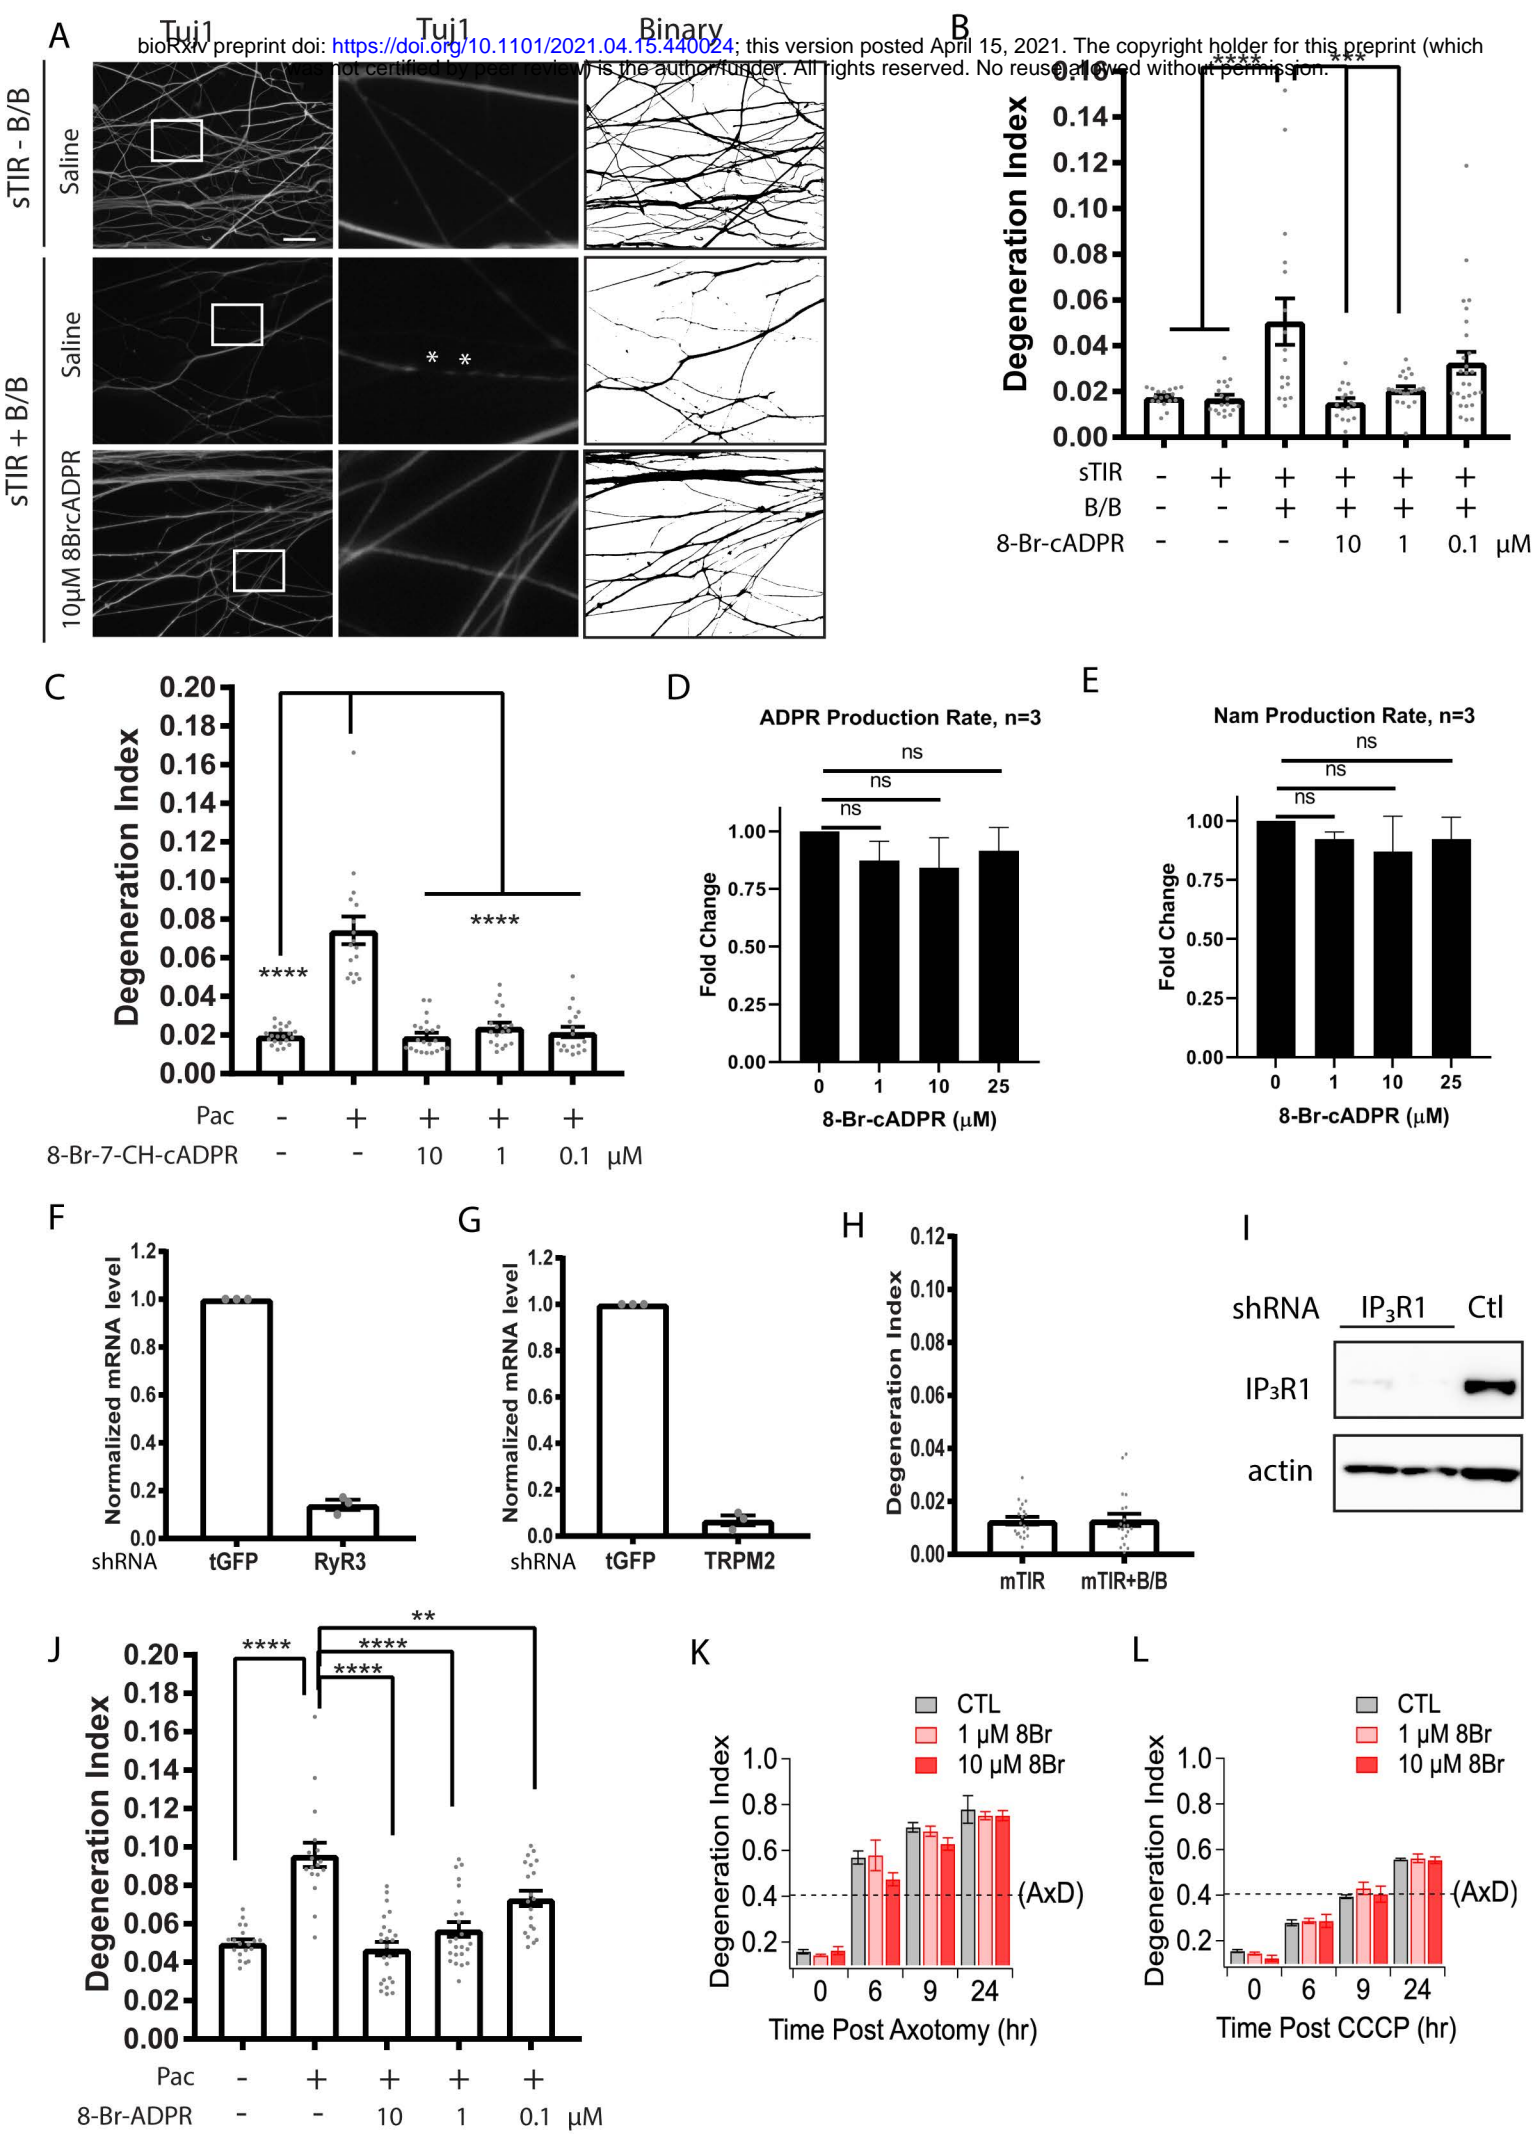 A
Tuj1
Tuj1
Binary
B
bioRxiv preprint doi: https://doi.org/10.1101/2021.04.15.440024; this version posted April 15, 2021. The copyright holder for this preprint (which
was not certified by peer review) is the author/funder. All rights reserved. No reuse allowed without permission.
sTIR - B/B
Saline
sTIR + B/B
Saline
* *
10µM 8BrcADPR
Degeneration Index
0.16
0.14
0.12
0.10
0.08
0.06
0.04
0.02
0.00
**** ***
sTIR - + + + + +
B/B - - + + + +
8-Br-cADPR - - - 10 1 0.1 µM
C
Degeneration Index
0.20
0.18
0.16
0.14
0.12
0.10
0.08
0.06
0.04
0.02
0.00
****
****
Pac - + + + +
8-Br-7-CH-cADPR - - 10 1 0.1 µM
D
ADPR Production Rate, n=3
ns
ns
ns
Fold Change
1.00
0.75
0.50
0.25
0.00
0 1 10 25
8-Br-cADPR (µM)
E
Nam Production Rate, n=3
ns
ns
ns
Fold Change
1.00
0.75
0.50
0.25
0.00
0 1 10 25
8-Br-cADPR (µM)
F
Normalized mRNA level
1.2
1.0
0.8
0.6
0.4
0.2
0.0
shRNA tGFP RyR3
G
Normalized mRNA level
1.2
1.0
0.8
0.6
0.4
0.2
0.0
shRNA tGFP TRPM2
H
Degeneration Index
0.12
0.10
0.08
0.06
0.04
0.02
0.00
mTIR mTIR+B/B
I
shRNA IP₃R1 Ctl
IP₃R1
actin
J
Degeneration Index
0.20
0.18
0.16
0.14
0.12
0.10
0.08
0.06
0.04
0.02
0.00
**
**** ****
****
Pac - + + + +
8-Br-ADPR - - 10 1 0.1 µM
K
CTL
1 µM 8Br
10 µM 8Br
Degeneration Index
1.0
0.8
0.6
0.4
0.2
(AxD)
0 6 9 24
Time Post Axotomy (hr)
L
CTL
1 µM 8Br
10 µM 8Br
Degeneration Index
1.0
0.8
0.6
0.4
0.2
(AxD)
0 6 9 24
Time Post CCCP (hr)